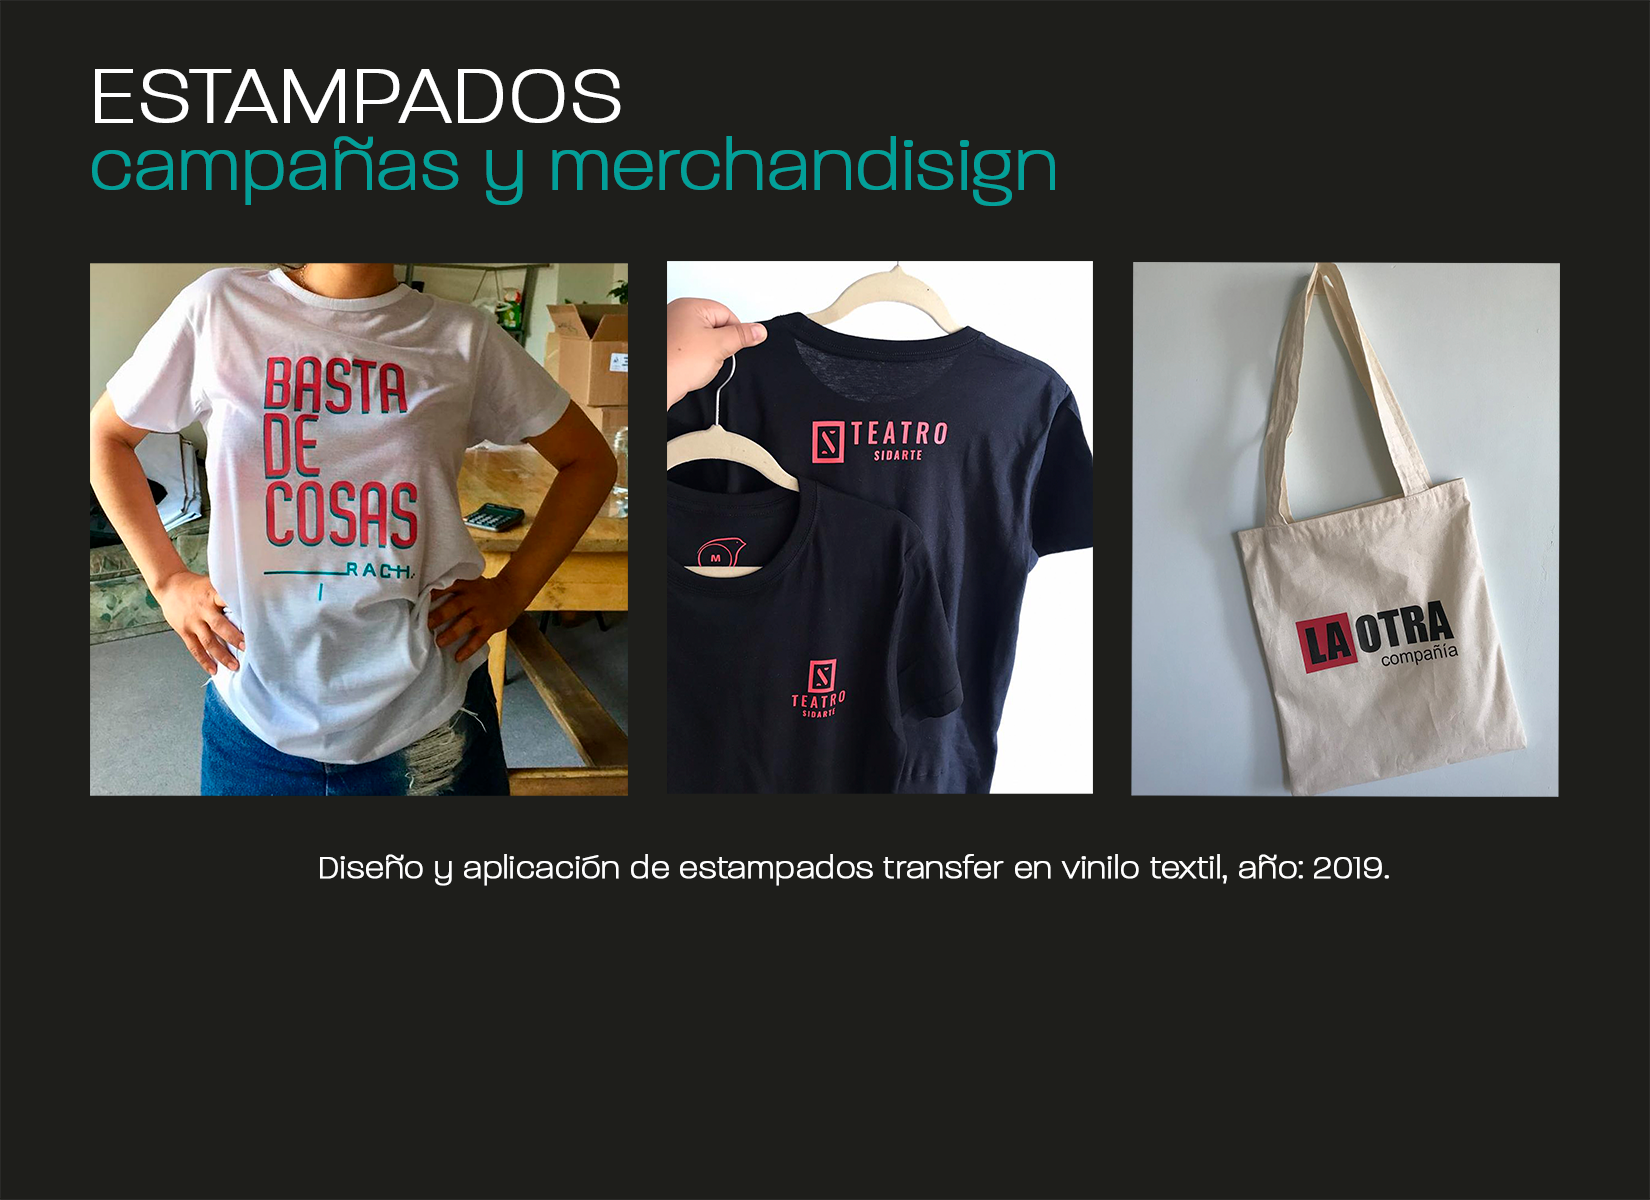 ESTAMPADOS
campañas y merchandisign
BASTA
DE
COSAS
RACH.
TEATRO
SIDARTE
M
TEATRO
SIDARTE
LA OTRA
compañía
Diseño y aplicación de estampados transfer en vinilo textil, año: 2019.